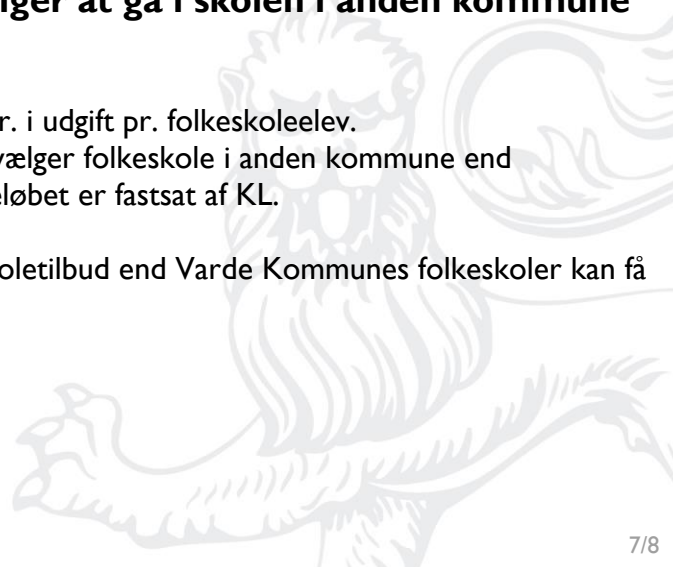 lger at gå i skolen i anden kommune
r. i udgift pr. folkeskoleelev.
vælger folkeskole i anden kommune end
eløbet er fastsat af KL.
oletilbud end Varde Kommunes folkeskoler kan få
7/8